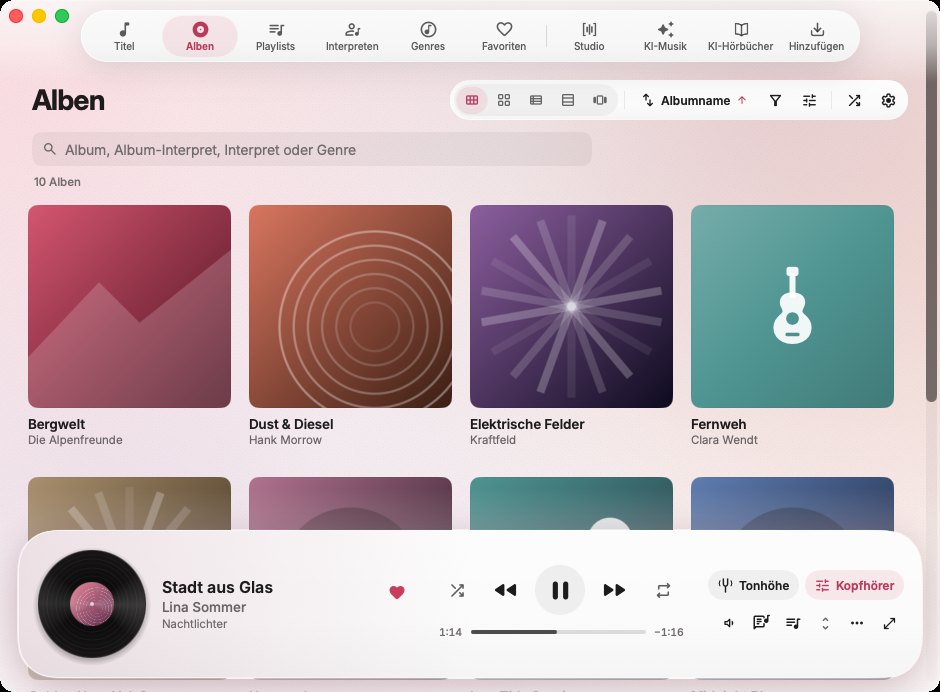 Titel
Alben
Playlists
Interpreten
Genres
Favoriten
Studio
KI-Musik
KI-Hörbücher
Hinzufügen
Alben
Albumname
Album, Album-Interpret, Interpret oder Genre
10 Alben
Bergwelt
Die Alpenfreunde
Dust & Diesel
Hank Morrow
Elektrische Felder
Kraftfeld
Fernweh
Clara Wendt
Stadt aus Glas
Lina Sommer
Nachtlichter
1:14
−1:16
Tonhöhe
Kopfhörer